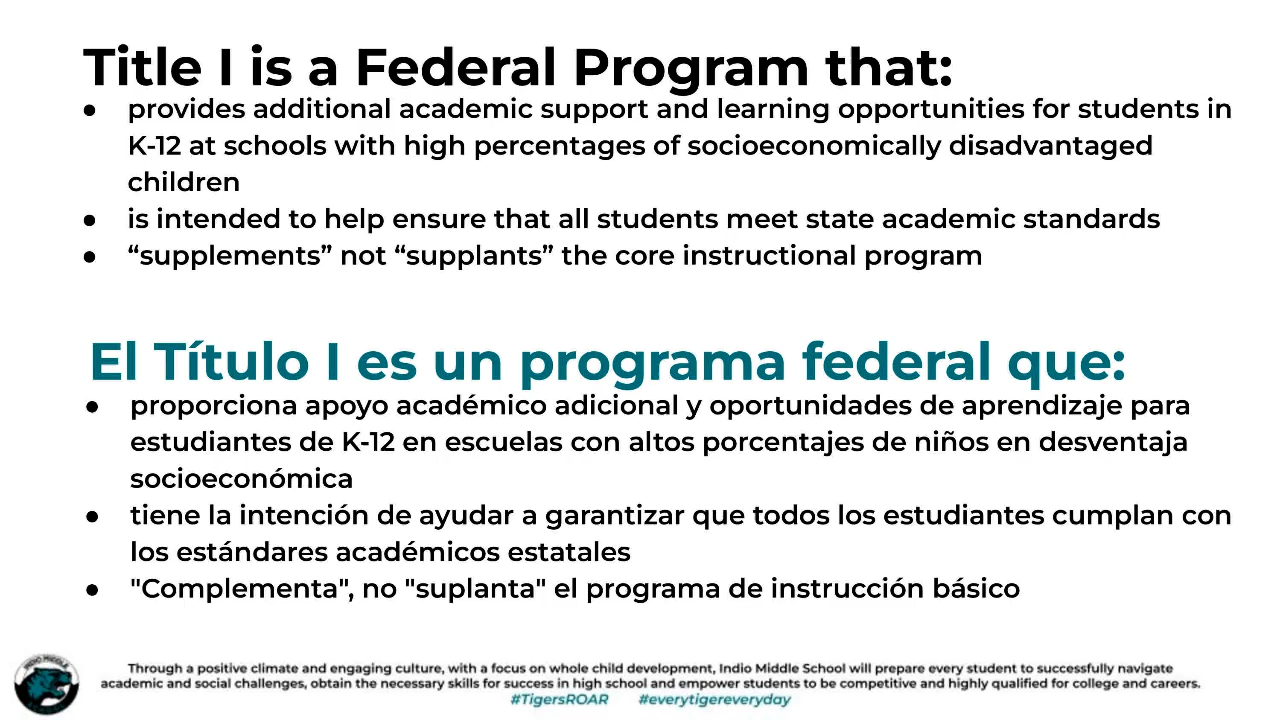 Title I is a Federal Program that:
● provides additional academic support and learning opportunities for students in
K-12 at schools with high percentages of socioeconomically disadvantaged
children
● is intended to help ensure that all students meet state academic standards
● “supplements” not “supplants” the core instructional program
El Título I es un programa federal que:
● proporciona apoyo académico adicional y oportunidades de aprendizaje para
estudiantes de K-12 en escuelas con altos porcentajes de niños en desventaja
socioeconómica
● tiene la intención de ayudar a garantizar que todos los estudiantes cumplan con
los estándares académicos estatales
● "Complementa", no "suplanta" el programa de instrucción básico
INDIO MIDDLE
Through a positive climate and engaging culture, with a focus on whole child development, Indio Middle School will prepare every student to successfully navigate
academic and social challenges, obtain the necessary skills for success in high school and empower students to be competitive and highly qualified for college and careers.
#TigersROAR #everytigereveryday